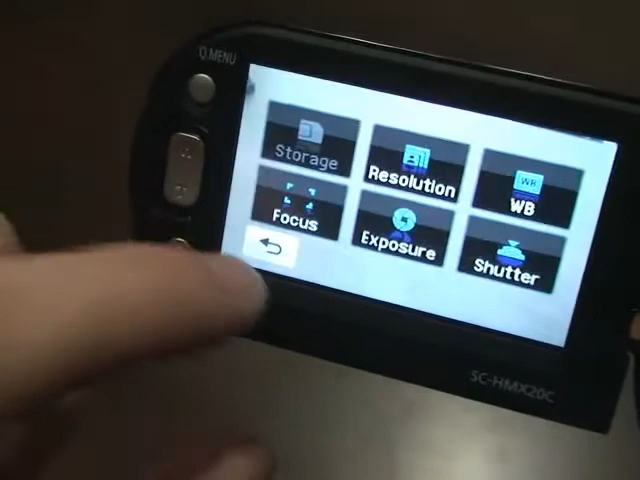 Q.MENU
Storage
Resolution
WB
WB
Focus
Exposure
Shutter
SC-HMX20C